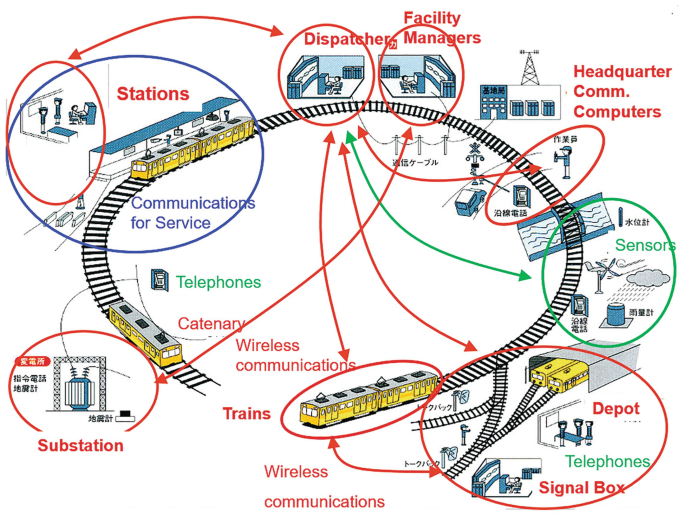 Dispatcher
Facility
Managers
Headquarter
Comm.
Computers
Stations
基地局
作業員
通信ケーブル
沿線電話
Communications
for Service
水位計
Sensors
Telephones
沿線
電話
雨量計
Catenary
Wireless
communications
変電所
指令電話
地震計
地震計
Substation
Trains
トークバック
Depot
トークバック
Telephones
Signal Box
Wireless
communications